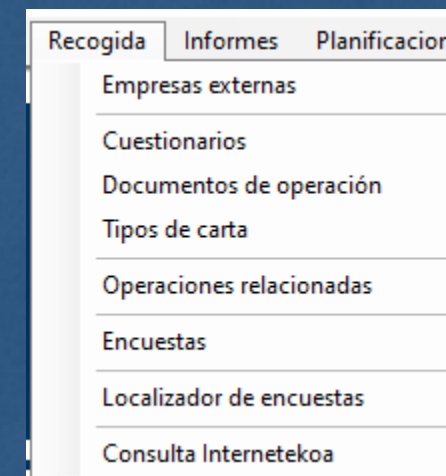 Recogida Informes Planificacion
Empresas externas
Cuestionarios
Documentos de operación
Tipos de carta
Operaciones relacionadas
Encuestas
Localizador de encuestas
Consulta Internetekoa